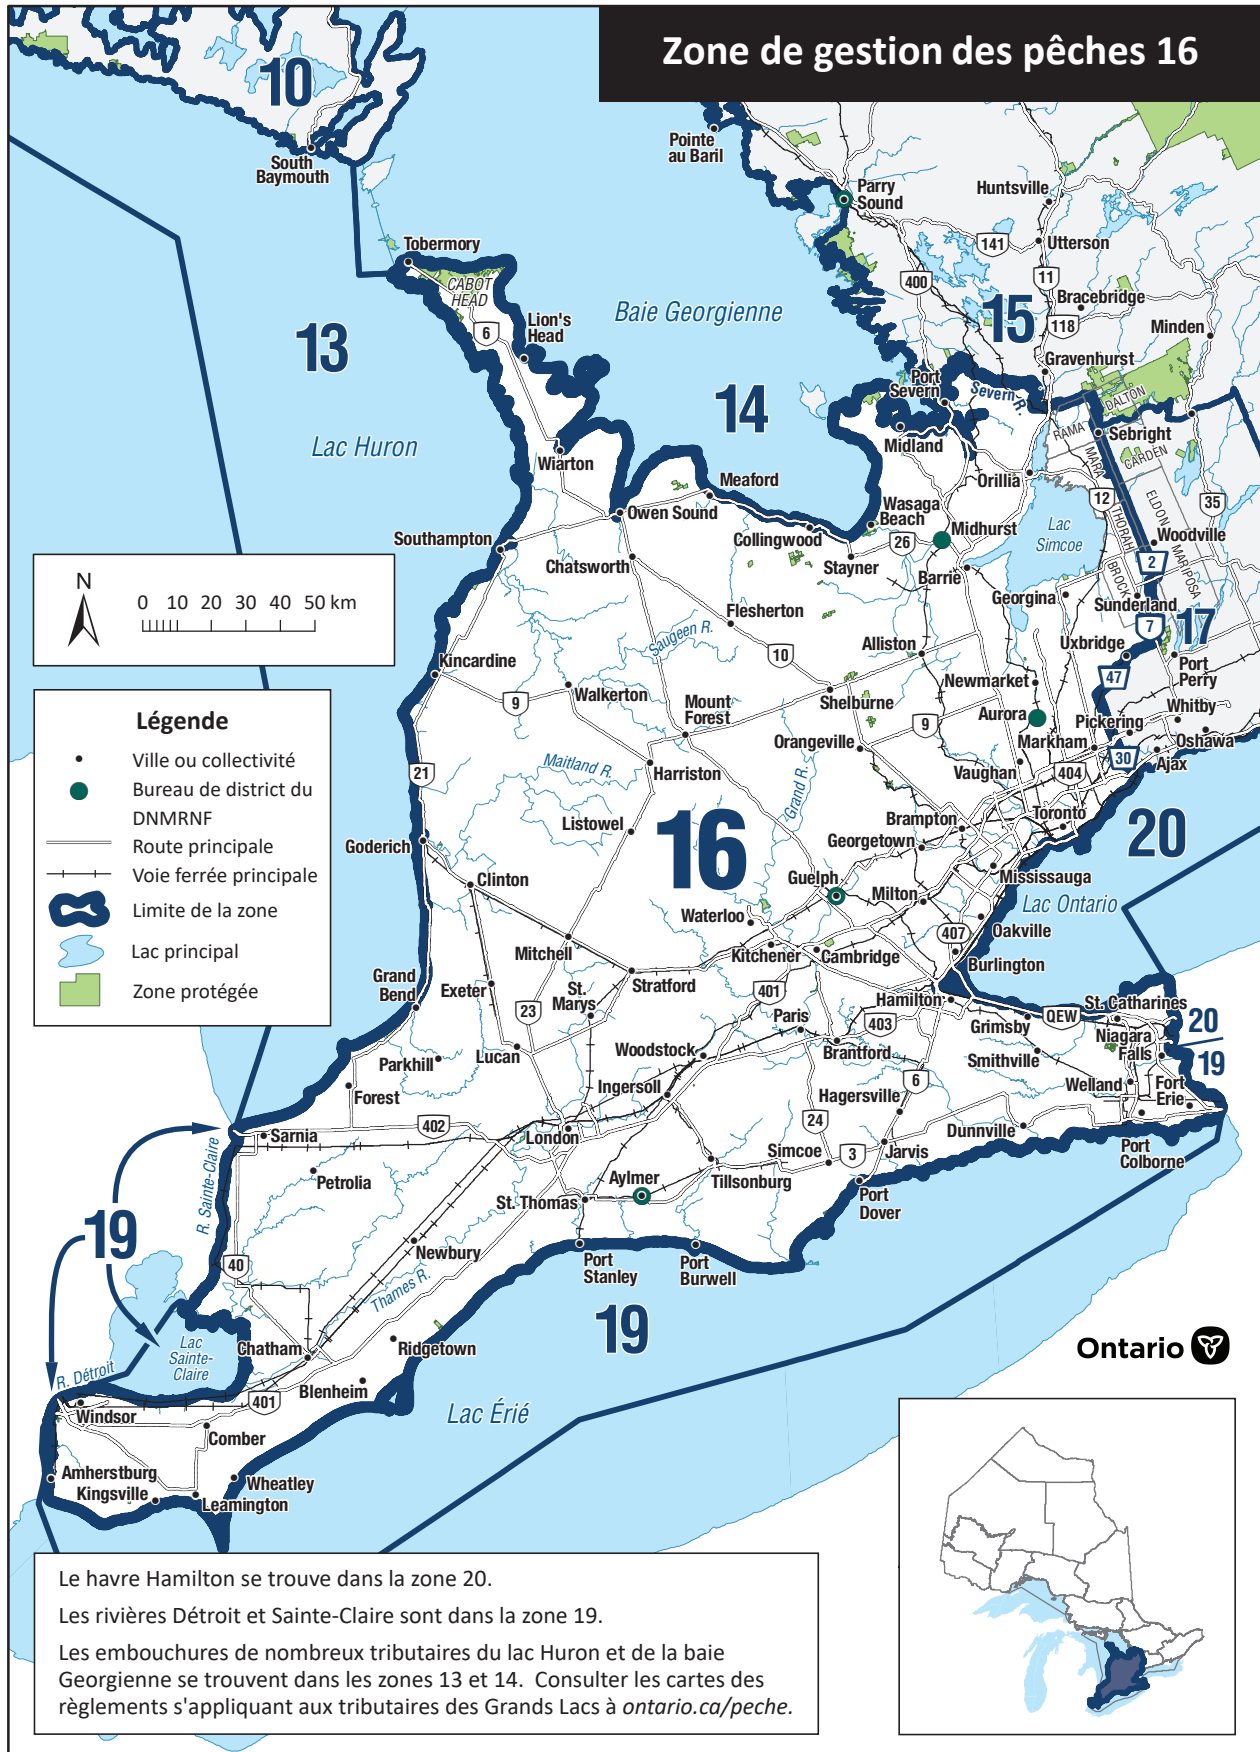 Zone de gestion des pêches 16
10
South
Baymouth
Pointe
au Baril
Parry
Sound
Huntsville
141
Utterson
Tobermory
CABOT
HEAD
6
Lion's
Head
Baie Georgienne
400
11
15
Bracebridge
118
Minden
13
Gravenhurst
Port
Severn
Severn R.
DALTON
14
Lac Huron
Midland
RAMA
Sebright
MARA
CARDEN
Wiarton
Meaford
Orillia
12
ELDON
35
Owen Sound
Wasaga
Beach
THORAH
Southampton
Collingwood
26
Midhurst
Lac
Simcoe
Woodville
Chatsworth
Stayner
Barrie
2
MARIPOSA
BROCK
N
0 10 20 30 40 50 km
Georgina
Sunderland
Flesherton
7
17
Saugeen R.
10
Alliston
Uxbridge
Port
Perry
Kincardine
Walkerton
47
9
Newmarket
Mount
Forest
Shelburne
Légende
Aurora
Whitby
9
Pickering
Orangeville
Markham
Oshawa
Ville ou collectivité
Maitland R.
30
Ajax
21
Harriston
Vaughan
404
Bureau de district du
DNMRNF
Grand R.
Route principale
Listowel
16
Brampton
Toronto
20
Goderich
Georgetown
Voie ferrée principale
Clinton
Guelph
Mississauga
Limite de la zone
Milton
Lac Ontario
Waterloo
Oakville
Lac principal
Mitchell
407
Kitchener
Cambridge
Burlington
Zone protégée
Grand
Bend
Exeter
St.
Marys
Stratford
401
Hamilton
St. Catharines
23
Paris
403
Grimsby
QEW
20
Niagara
Falls
Parkhill
Lucan
Woodstock
Brantford
Smithville
19
Forest
Ingersoll
6
Welland
Fort
Erie
Hagersville
402
24
Sarnia
London
Dunnville
Simcoe
3
Jarvis
Port
Colborne
R. Sainte-Claire
Petrolia
Aylmer
Tillsonburg
St. Thomas
Port
Dover
19
Newbury
40
Port
Stanley
Port
Burwell
Thames R.
19
Lac
Sainte-
Claire
Chatham
Ridgetown
Ontario
R. Détroit
Blenheim
401
Windsor
Lac Érié
Comber
Amherstburg
Wheatley
Kingsville
Leamington
Le havre Hamilton se trouve dans la zone 20.
Les rivières Détroit et Sainte-Claire sont dans la zone 19.
Les embouchures de nombreux tributaires du lac Huron et de la baie
Georgienne se trouvent dans les zones 13 et 14. Consulter les cartes des
règlements s'appliquant aux tributaires des Grands Lacs à ontario.ca/peche.